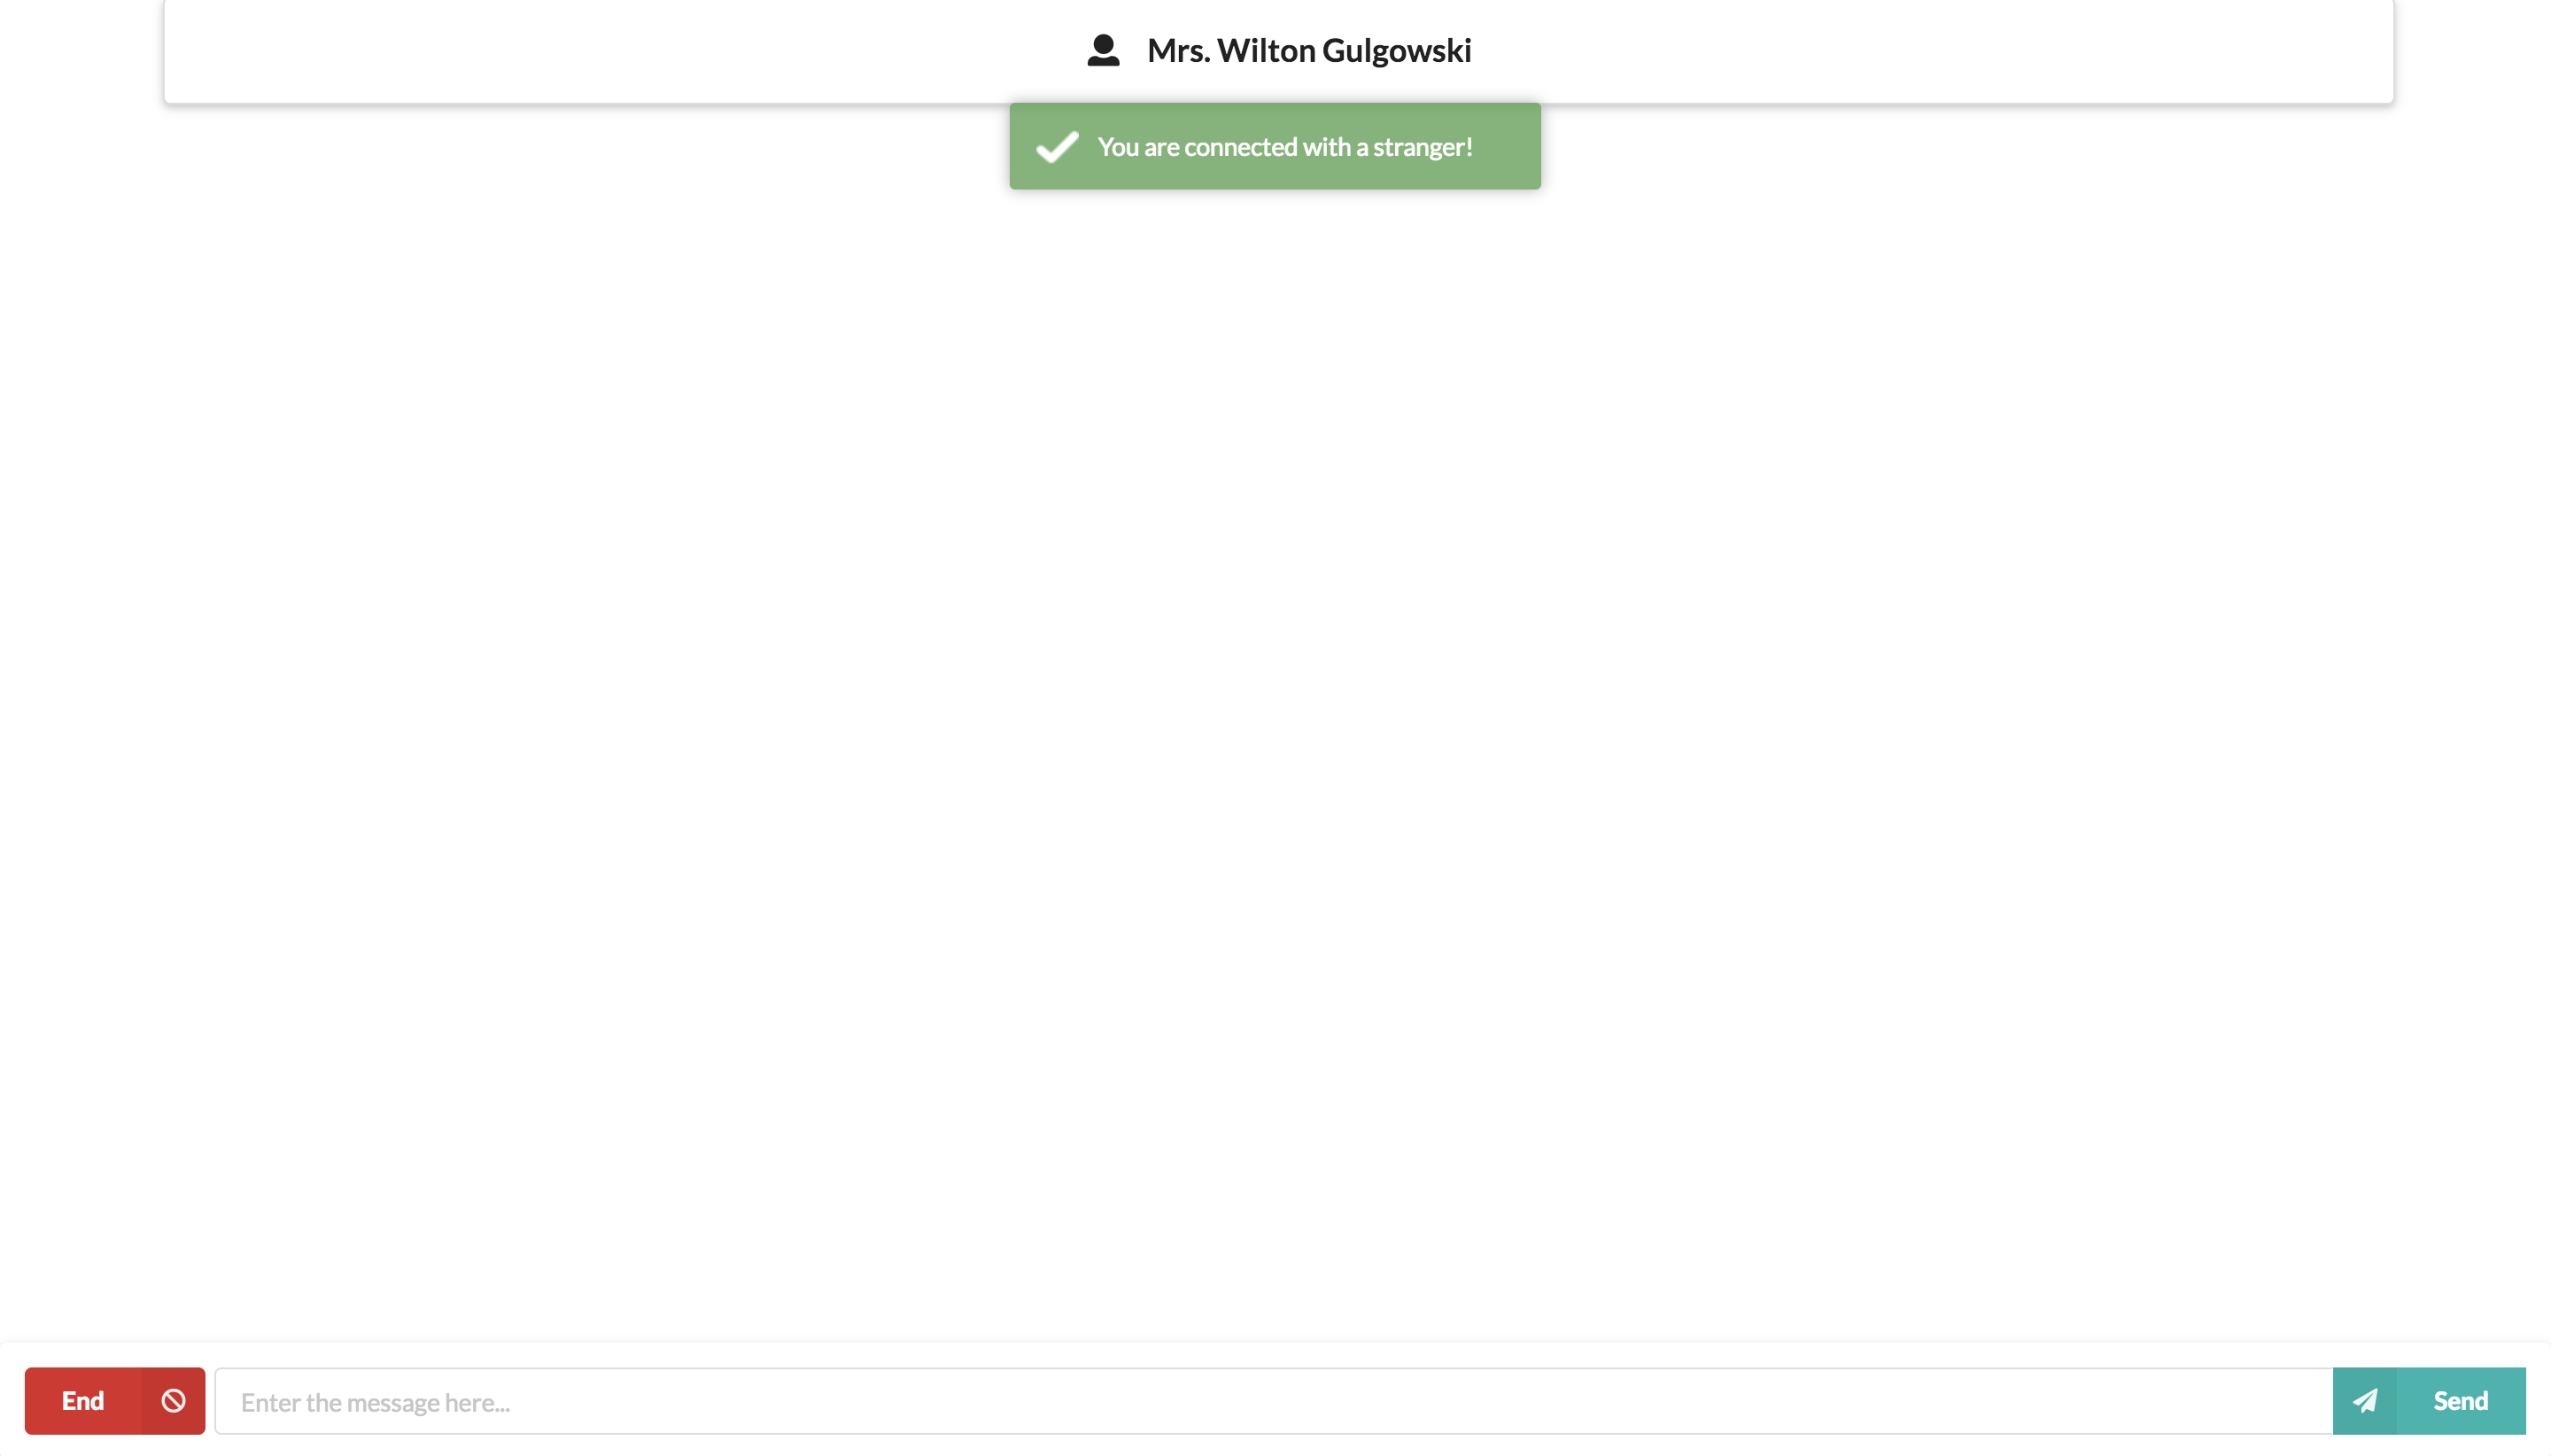 Mrs. Wilton Gulgowski
You are connected with a stranger!
End
Enter the message here...
Send